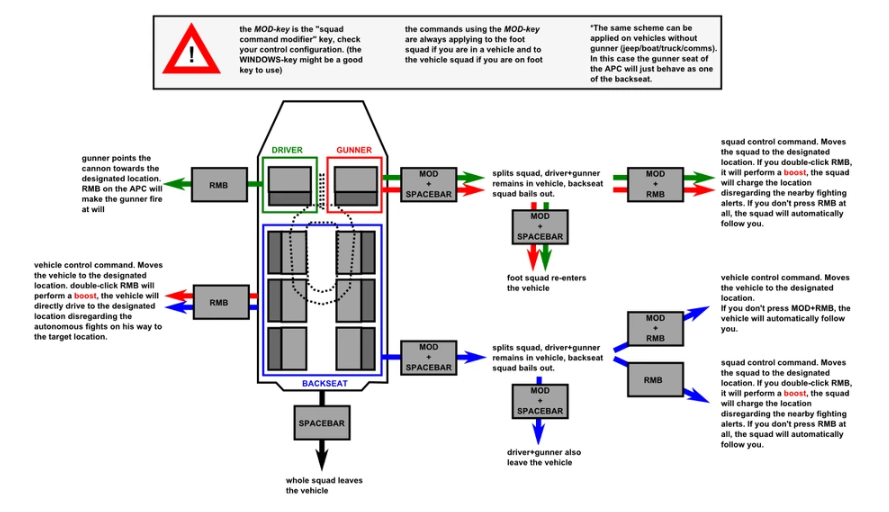 the MOD-key is the "squad
command modifier" key, check
your control configuration. (the
WINDOWS-key might be a good
key to use)
the commands using the MOD-key
are always applying to the foot
squad if you are in a vehicle and to
the vehicle squad if you are on foot
*The same scheme can be
applied on vehicles without
gunner (jeep/boat/truck/comms).
In this case the gunner seat of
the APC will just behave as one
of the backseat.
!
DRIVER
GUNNER
gunner points the
cannon towards the
designated location.
RMB on the APC will
make the gunner fire
at will
RMB
MOD
+
SPACEBAR
splits squad, driver+gunner
remains in vehicle, backseat
squad bails out.
MOD
+
RMB
squad control command. Moves
the squad to the designated
location. If you double-click RMB,
it will perform a boost, the squad
will charge the location
disregarding the nearby fighting
alerts. If you don't press RMB at
all, the squad will automatically
follow you.
MOD
+
SPACEBAR
foot squad re-enters
the vehicle
vehicle control command. Moves
the vehicle to the designated
location. double-click RMB will
perform a boost, the vehicle will
directly drive to the designated
location disregarding the
autonomous fights on his way to
the target location.
RMB
BACKSEAT
MOD
+
SPACEBAR
splits squad, driver+gunner
remains in vehicle, backseat
squad bails out.
MOD
+
RMB
vehicle control command. Moves
the vehicle to the designated
location.
If you don't press MOD+RMB, the
vehicle will automatically follow
you.
RMB
squad control command. Moves
the squad to the designated
location. If you double-click RMB,
it will perform a boost, the squad
will charge the location
disregarding the nearby fighting
alerts. If you don't press RMB at
all, the squad will automatically
follow you.
MOD
+
SPACEBAR
driver+gunner also
leave the vehicle
SPACEBAR
whole squad leaves
the vehicle